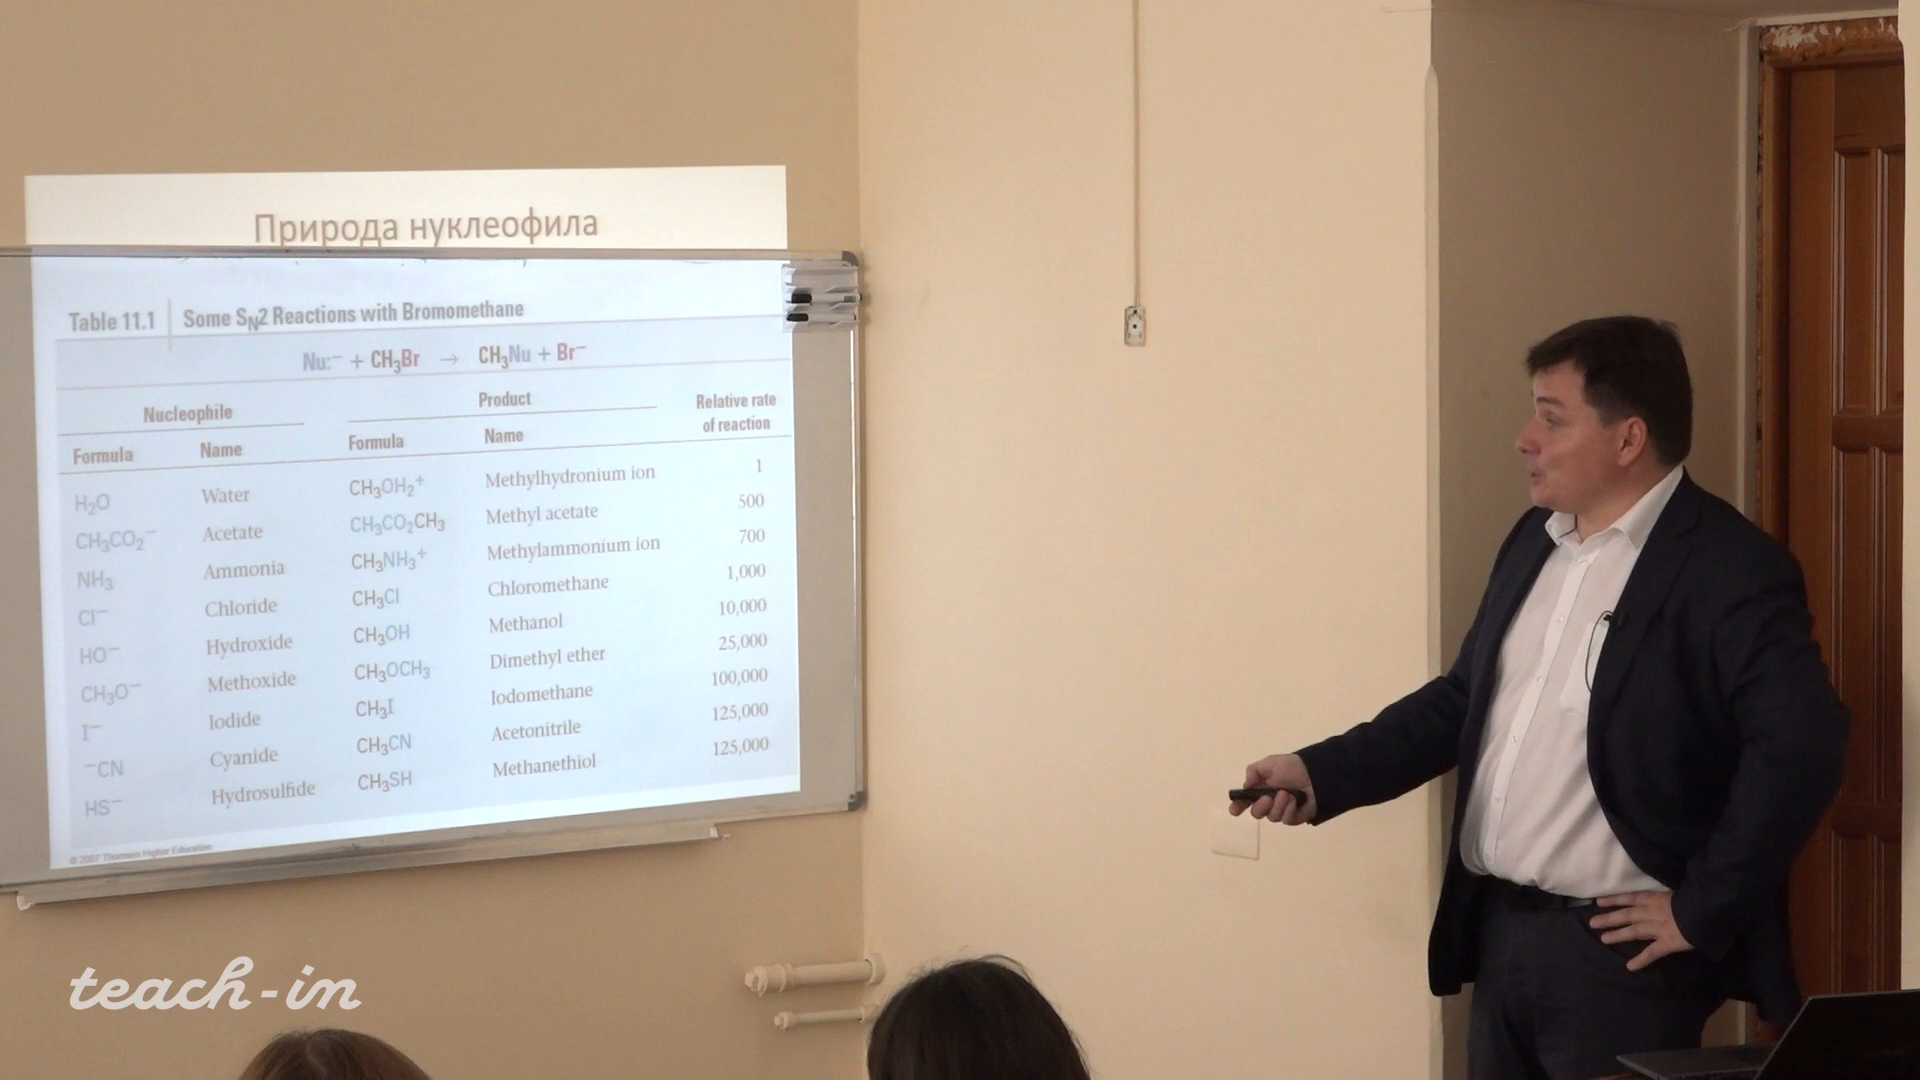 Природа нуклеофила
Table 11.1 Some SN2 Reactions with Bromomethane
Nu:⁻ + CH₃Br → CH₃Nu + Br⁻
Nucleophile Product Relative rate
of reaction
Formula Name Formula Name
H₂O Water CH₃OH₂⁺ Methylhydronium ion 1
CH₃CO₂⁻ Acetate CH₃CO₂CH₃ Methyl acetate 500
NH₃ Ammonia CH₃NH₃⁺ Methylammonium ion 700
Cl⁻ Chloride CH₃Cl Chloromethane 1,000
HO⁻ Hydroxide CH₃OH Methanol 10,000
CH₃O⁻ Methoxide CH₃OCH₃ Dimethyl ether 25,000
I⁻ Iodide CH₃I Iodomethane 100,000
⁻CN Cyanide CH₃CN Acetonitrile 125,000
HS⁻ Hydrosulfide CH₃SH Methanethiol 125,000
© 2007 Thomson Higher Education
teach-in